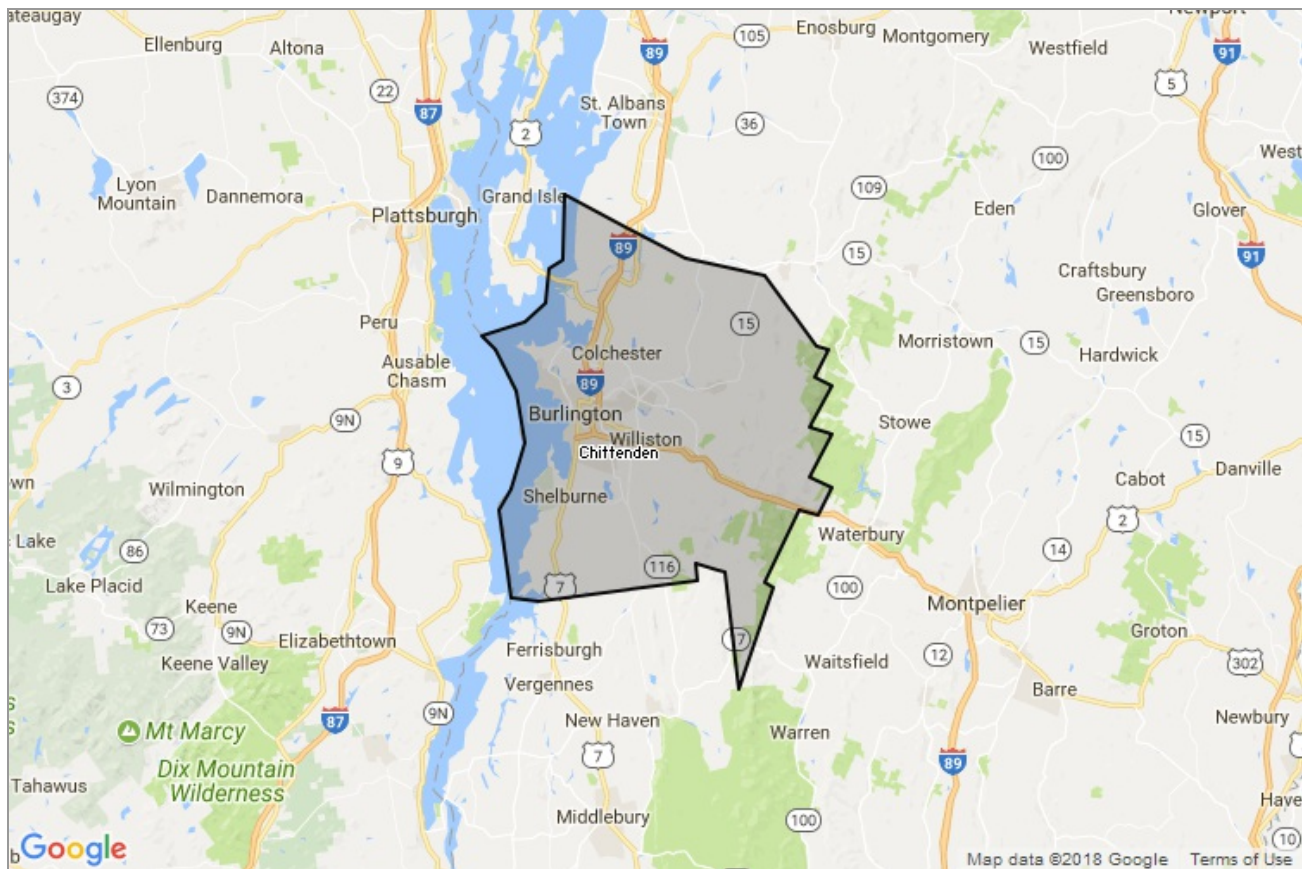 ateaugay
Ellenburg
Altona
105
Enosburg
Montgomery
Newport
Westfield
89
91
5
374
22
87
2
St. Albans
Town
36
100
West
Lyon
Mountain
Dannemora
Plattsburgh
Grand Isle
109
Eden
Glover
89
15
91
Craftsbury
Greensboro
Peru
15
Morristown
15
Hardwick
Colchester
Ausable
Chasm
3
89
9N
Burlington
Williston
Stowe
15
Chittenden
9
Danville
Cabot
own
Wilmington
Shelburne
2
Waterbury
Lake
86
14
116
Lake Placid
7
100
Montpelier
Keene
73
9N
Elizabethtown
Groton
Keene Valley
Ferrisburgh
Waitsfield
12
302
Vergennes
Barre
9N
87
New Haven
Newbury
Mt Marcy
Warren
7
89
Dix Mountain
Wilderness
Tahawus
Middlebury
100
Have
10
b
Google
Map data ©2018 Google
Terms of Use